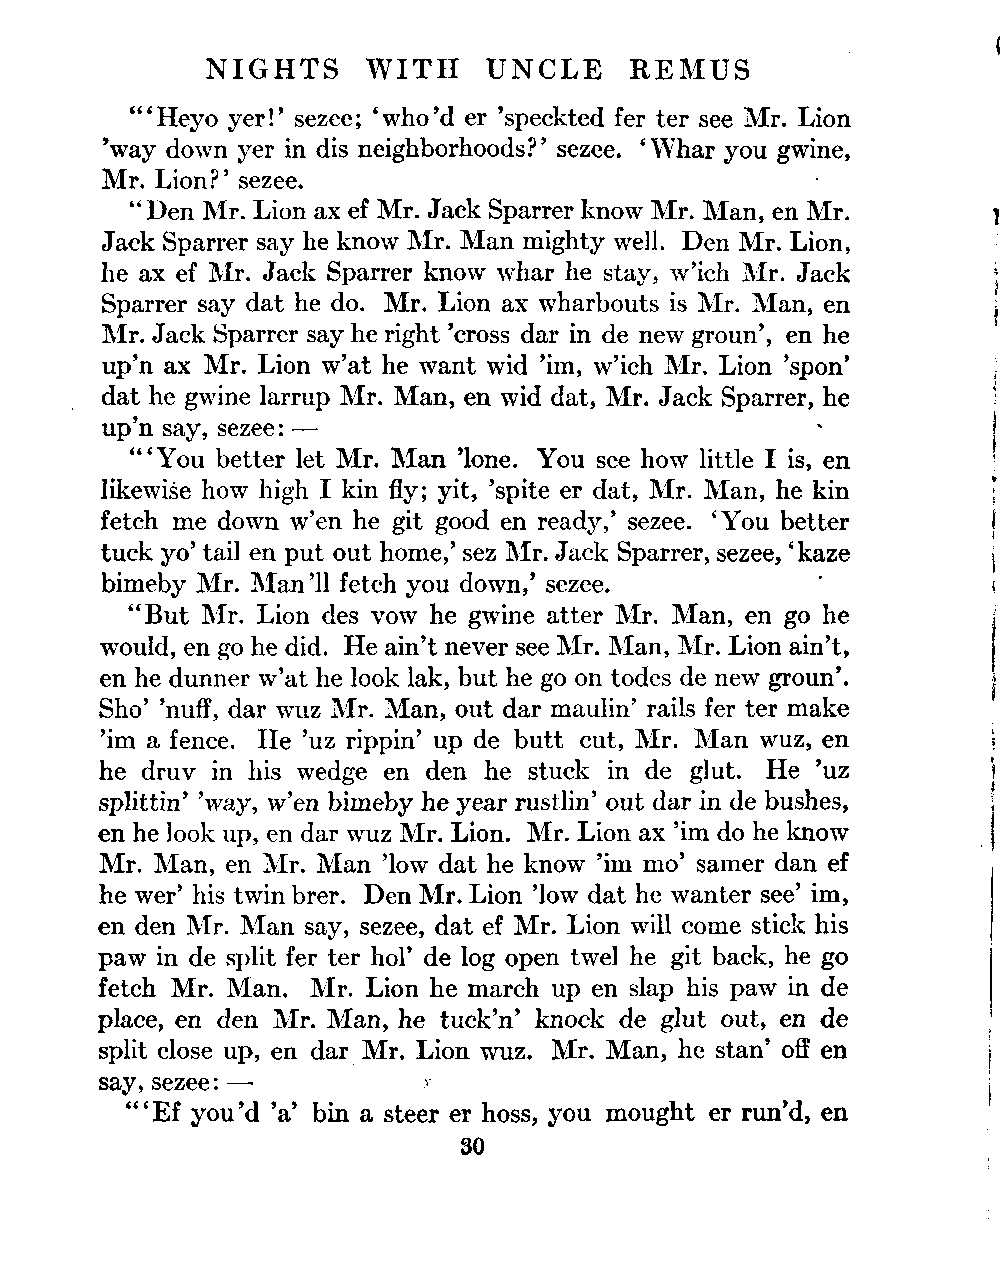 NIGHTS WITH UNCLE REMUS
"'Heyo yer!' sezee; 'who'd er 'speckted fer ter see Mr. Lion
'way down yer in dis neighborhoods?' sezee. 'Whar you gwine,
Mr. Lion?' sezee.
"Den Mr. Lion ax ef Mr. Jack Sparrer know Mr. Man, en Mr.
Jack Sparrer say he know Mr. Man mighty well. Den Mr. Lion,
he ax ef Mr. Jack Sparrer know whar he stay, w'ich Mr. Jack
Sparrer say dat he do. Mr. Lion ax wharbouts is Mr. Man, en
Mr. Jack Sparrer say he right 'cross dar in de new groun', en he
up'n ax Mr. Lion w'at he want wid 'im, w'ich Mr. Lion 'spon'
dat he gwine larrup Mr. Man, en wid dat, Mr. Jack Sparrer, he
up'n say, sezee: —
"'You better let Mr. Man 'lone. You see how little I is, en
likewise how high I kin fly; yit, 'spite er dat, Mr. Man, he kin
fetch me down w'en he git good en ready,' sezee. 'You better
tuck yo' tail en put out home,' sez Mr. Jack Sparrer, sezee, 'kaze
bimeby Mr. Man'll fetch you down,' sezee.
"But Mr. Lion des vow he gwine atter Mr. Man, en go he
would, en go he did. He ain't never see Mr. Man, Mr. Lion ain't,
en he dunner w'at he look lak, but he go on todes de new groun'.
Sho' 'nuff, dar wuz Mr. Man, out dar maulin' rails fer ter make
'im a fence. He 'uz rippin' up de butt cut, Mr. Man wuz, en
he druv in his wedge en den he stuck in de glut. He 'uz
splittin' 'way, w'en bimeby he year rustlin' out dar in de bushes,
en he look up, en dar wuz Mr. Lion. Mr. Lion ax 'im do he know
Mr. Man, en Mr. Man 'low dat he know 'im mo' samer dan ef
he wer' his twin brer. Den Mr. Lion 'low dat he wanter see' im,
en den Mr. Man say, sezee, dat ef Mr. Lion will come stick his
paw in de split fer ter hol' de log open twel he git back, he go
fetch Mr. Man. Mr. Lion he march up en slap his paw in de
place, en den Mr. Man, he tuck'n' knock de glut out, en de
split close up, en dar Mr. Lion wuz. Mr. Man, he stan' off en
say, sezee: —
"'Ef you'd 'a' bin a steer er hoss, you mought er run'd, en
30